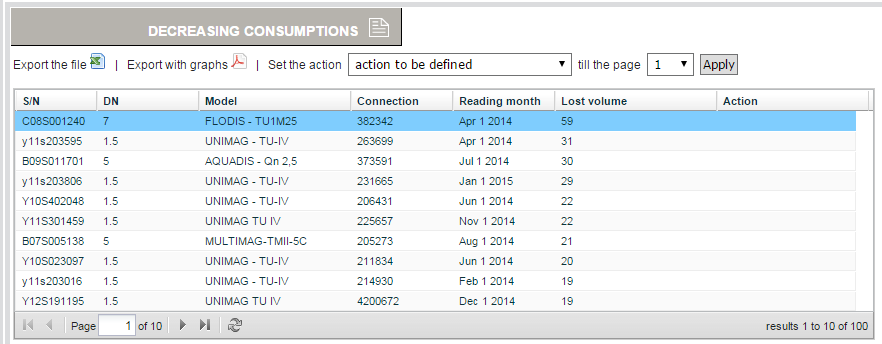 DECREASING CONSUMPTIONS
Export the file | Export with graphs | Set the action action to be defined till the page 1 Apply
S/N DN Model Connection Reading month Lost volume Action
C08S001240 7 FLODIS - TU1M25 382342 Apr 1 2014 59
y11s203595 1.5 UNIMAG - TU-IV 263699 Apr 1 2014 31
B09S011701 5 AQUADIS - Qn 2,5 373591 Jul 1 2014 30
y11s203806 1.5 UNIMAG - TU-IV 231665 Jan 1 2015 29
Y10S402048 1.5 UNIMAG - TU-IV 206431 Jun 1 2014 22
Y11S301459 1.5 UNIMAG TU IV 225657 Nov 1 2014 22
B07S005138 5 MULTIMAG-TMII-5C 205273 Aug 1 2014 21
Y10S023097 1.5 UNIMAG - TU-IV 211834 Jun 1 2014 20
y11s203016 1.5 UNIMAG - TU-IV 214930 Feb 1 2014 19
Y12S191195 1.5 UNIMAG TU IV 4200672 Dec 1 2014 19
Page 1 of 10 results 1 to 10 of 100